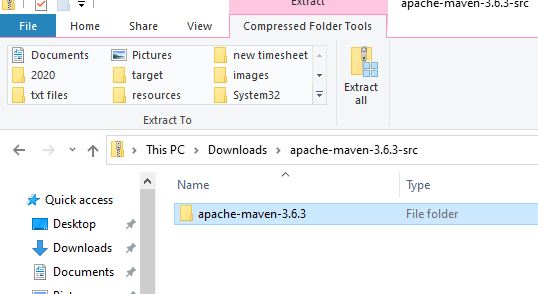 Extract
apache-maven-3.6.3-src
File Home Share View Compressed Folder Tools
Documents Pictures new timesheet
2020 target images
txt files resources System32
Extract all
Extract To
This PC > Downloads > apache-maven-3.6.3-src
Name Type
Quick access
apache-maven-3.6.3 File folder
Desktop
Downloads
Documents